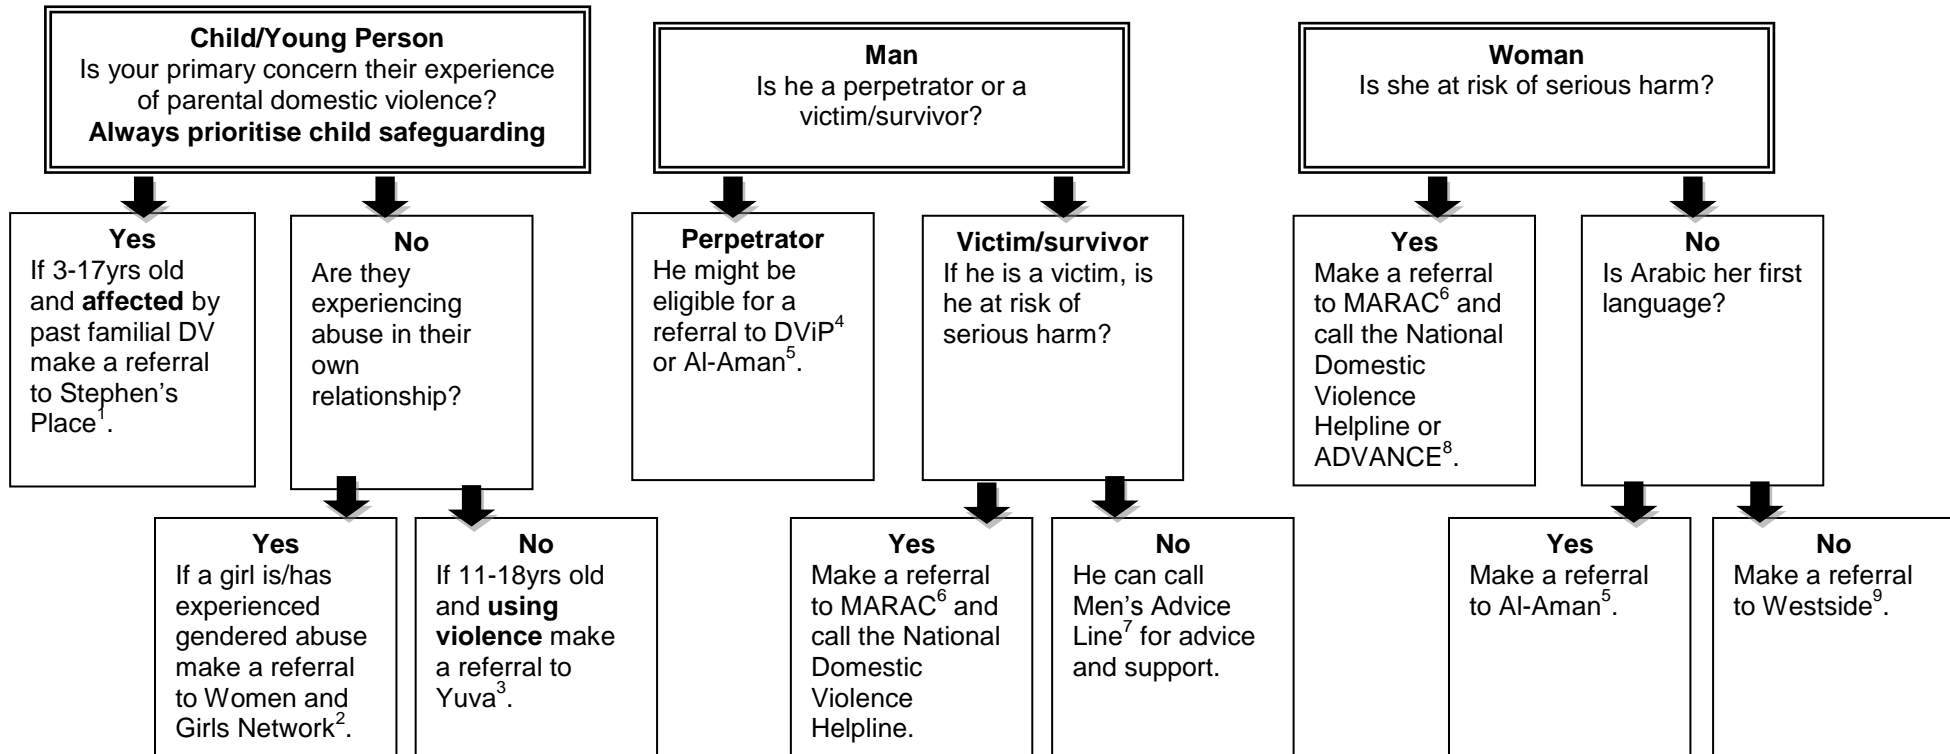 Child/Young Person
Is your primary concern their experience
of parental domestic violence?
Always prioritise child safeguarding
Man
Is he a perpetrator or a
victim/survivor?
Woman
Is she at risk of serious harm?
Yes
If 3-17yrs old
and affected by
past familial DV
make a referral
to Stephen's
Place1.
No
Are they
experiencing
abuse in their
own
relationship?
Perpetrator
He might be
eligible for a
referral to DViP4
or Al-Aman5.
Victim/survivor
If he is a victim, is
he at risk of
serious harm?
Yes
Make a referral
to MARAC6 and
call the National
Domestic
Violence
Helpline or
ADVANCE8.
No
Is Arabic her first
language?
Yes
If a girl is/has
experienced
gendered abuse
make a referral
to Women and
Girls Network2.
No
If 11-18yrs old
and using
violence make
a referral to
Yuva3.
Yes
Make a referral
to MARAC6 and
call the National
Domestic
Violence
Helpline.
No
He can call
Men's Advice
Line7 for advice
and support.
Yes
Make a referral
to Al-Aman5.
No
Make a referral
to Westside9.